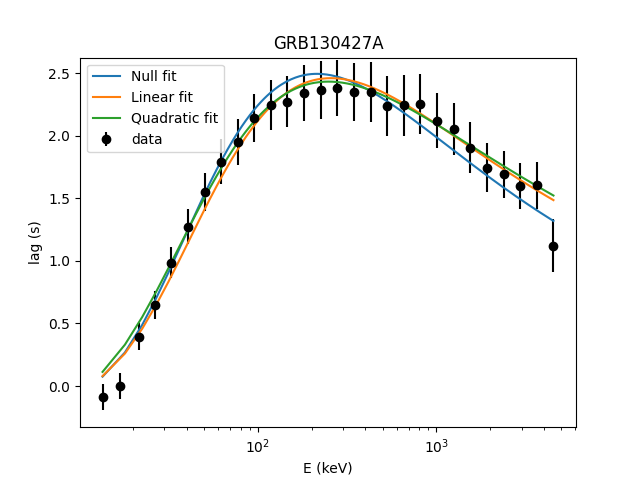 GRB130427A
Null fit
Linear fit
Quadratic fit
data
lag (s)
2.5
2.0
1.5
1.0
0.5
0.0
10²
10³
E (keV)